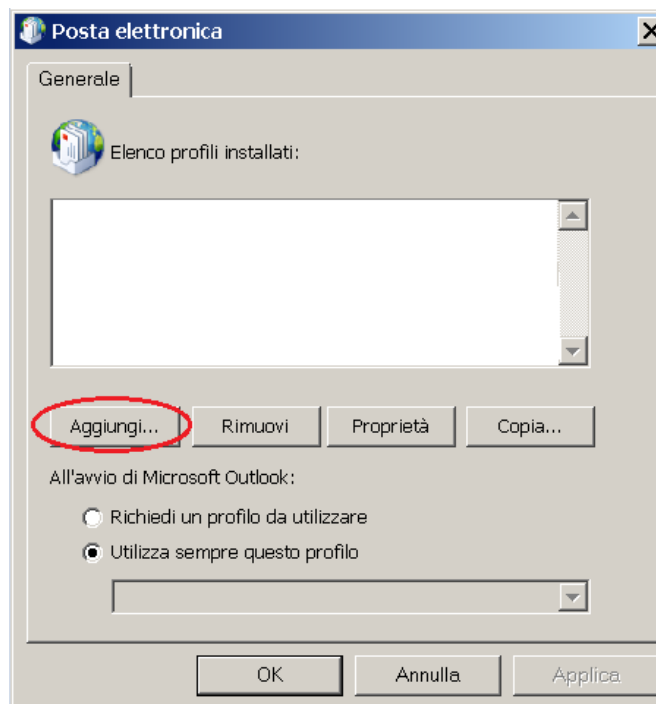 Posta elettronica
Generale
Elenco profili installati:
Aggiungi... Rimuovi Proprietà Copia...
All'avvio di Microsoft Outlook:
Richiedi un profilo da utilizzare
Utilizza sempre questo profilo
OK Annulla Applica